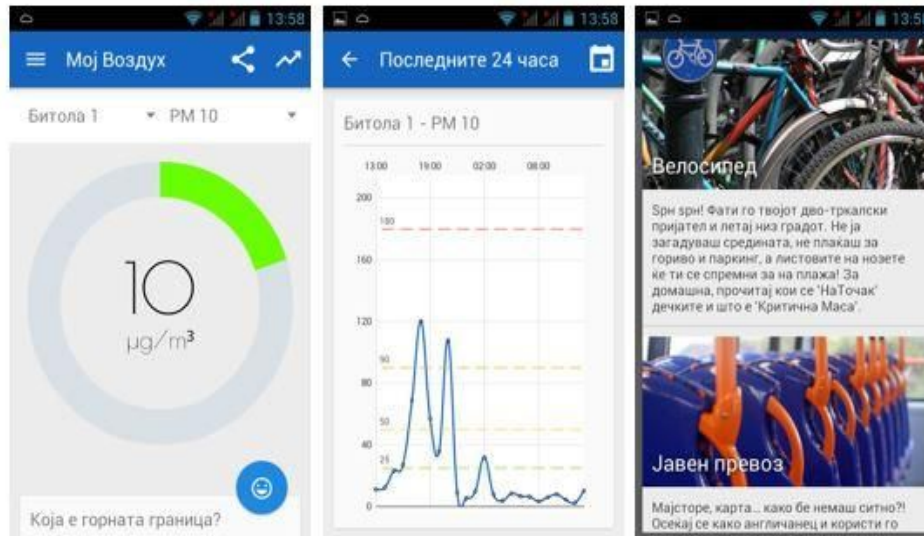 13:58
Мој Воздух
Битола 1
PM 10
10
µg/m³
Која е горната граница?
13:58
Последните 24 часа
Битола 1 - PM 10
13:00 19:00 02:00 08:00
200
180
160
120
90
80
50
40
25
0
Велосипед
Ѕрн ѕрн! Фати го твојот дво-тркалски
пријател и летај низ градот. Не ја
загадуваш средината, не плаќаш за
гориво и паркинг, а листовите на нозете
ќе ти се спремни за на плажа! За
домашна, прочитај кои се 'НаТочак'
дечките и што е 'Критична Маса'.
Јавен превоз
Мајсторе, карта... како бе немаш ситно?!
Осеќај се како англичанец и користи го